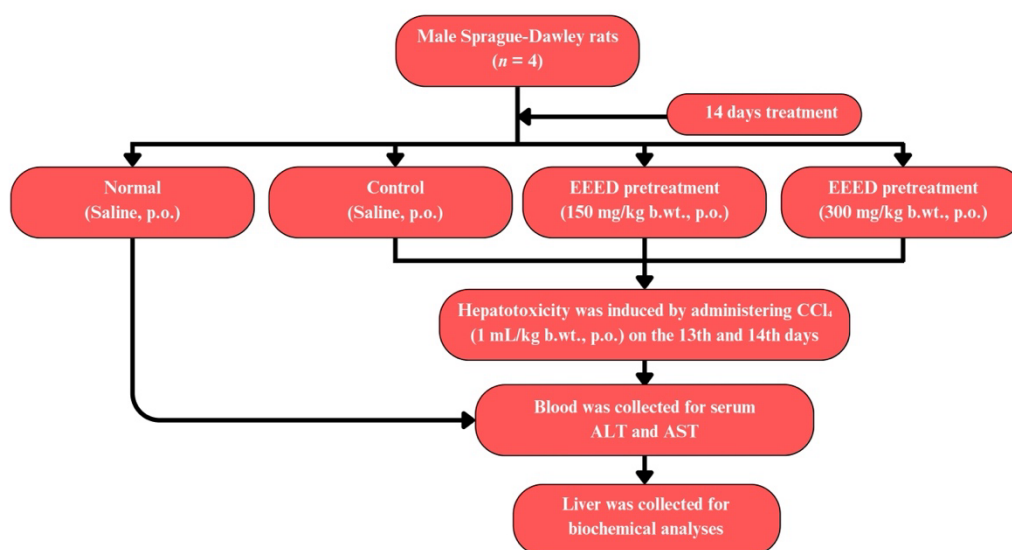 Male Sprague-Dawley rats
(n = 4)
14 days treatment
Normal
(Saline, p.o.)
Control
(Saline, p.o.)
EEED pretreatment
(150 mg/kg b.wt., p.o.)
EEED pretreatment
(300 mg/kg b.wt., p.o.)
Hepatotoxicity was induced by administering CCl₄
(1 mL/kg b.wt., p.o.) on the 13th and 14th days
Blood was collected for serum
ALT and AST
Liver was collected for
biochemical analyses